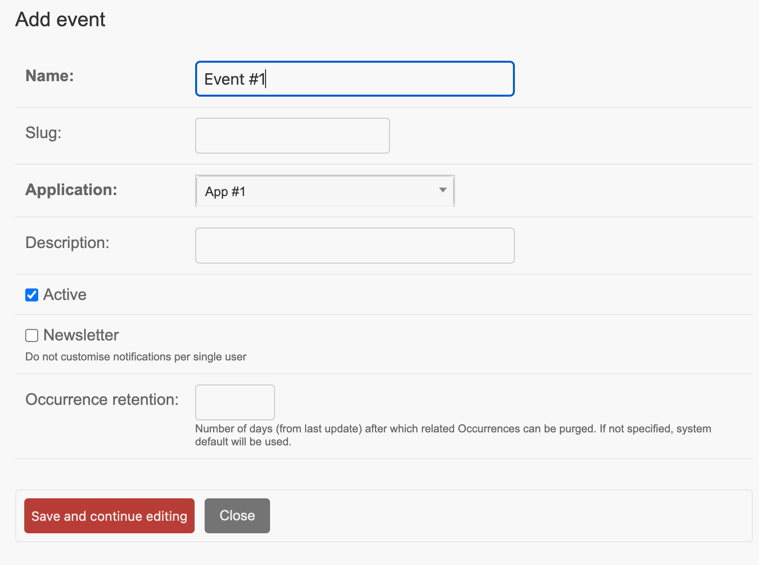 Add event
Name:
Event #1
Slug:
Application:
App #1
Description:
Active
Newsletter
Do not customise notifications per single user
Occurrence retention:
Number of days (from last update) after which related Occurrences can be purged. If not specified, system
default will be used.
Save and continue editing
Close